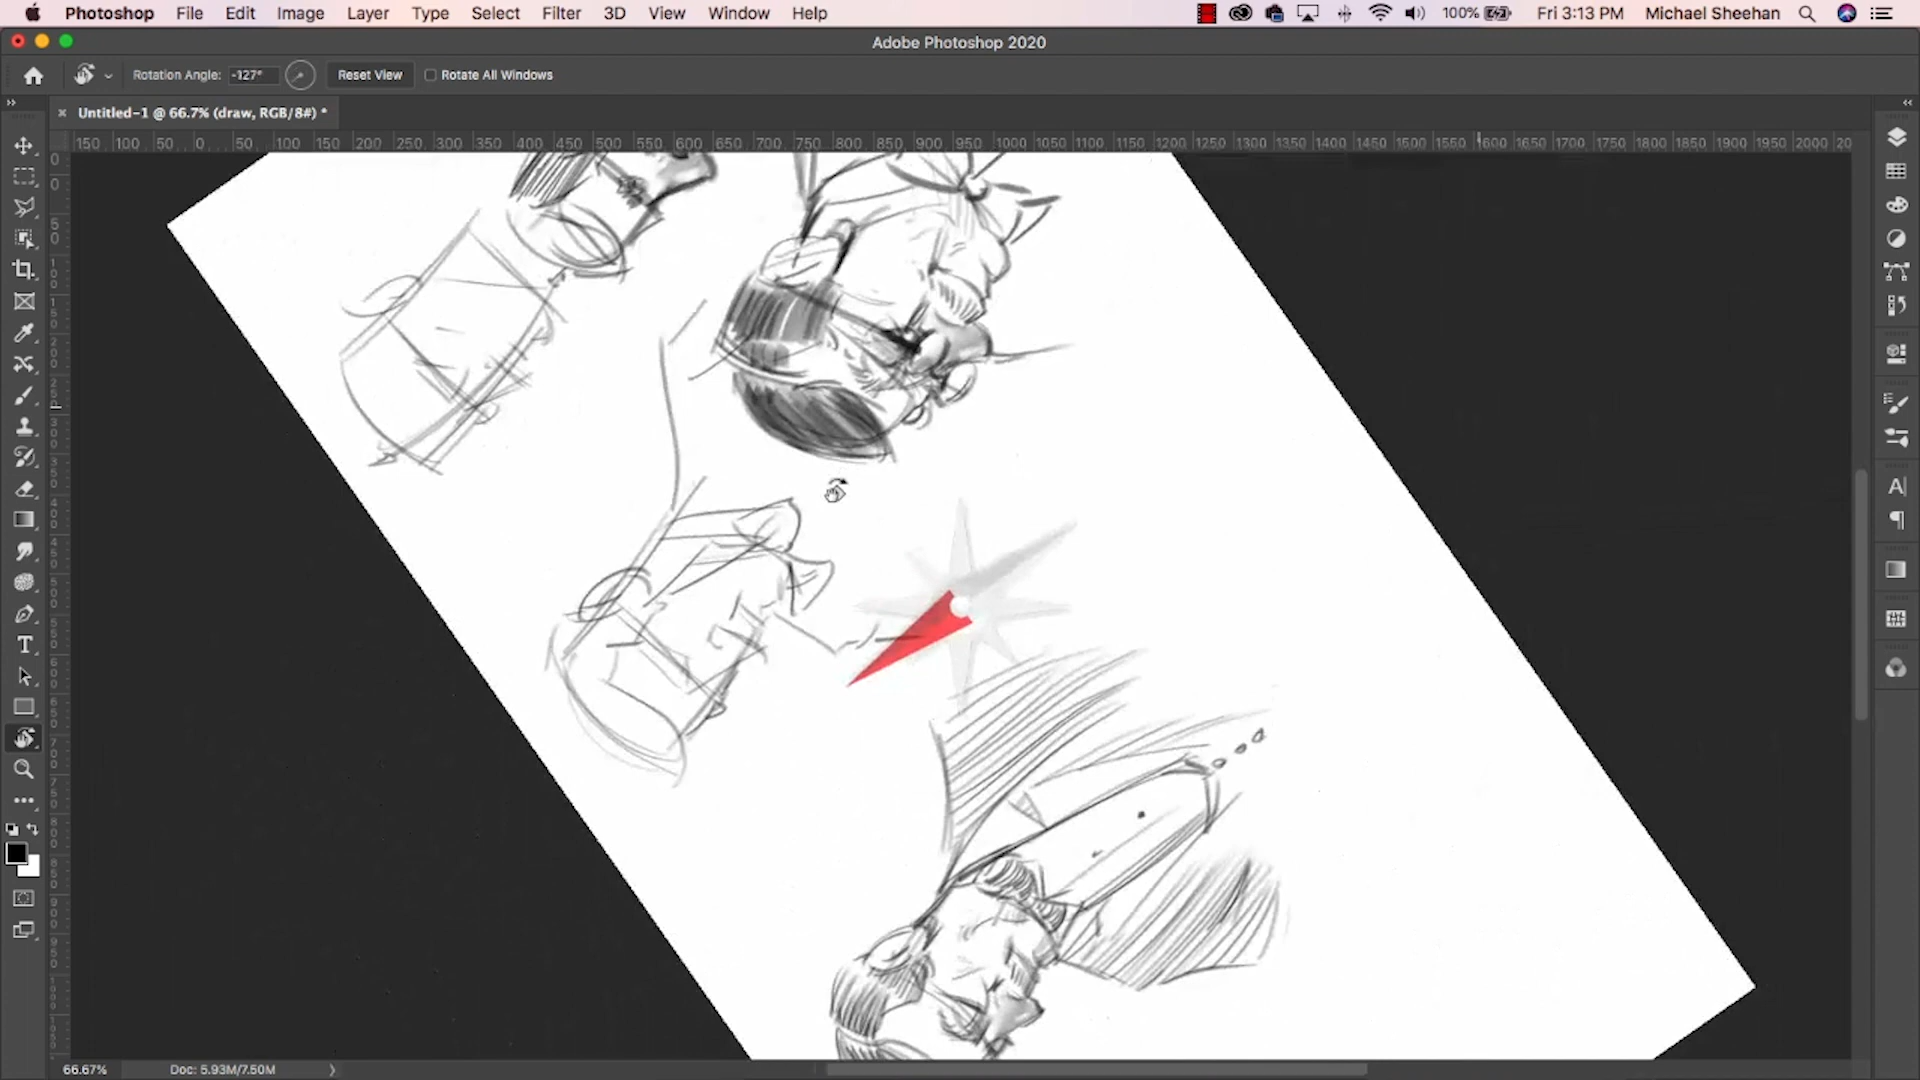 Photoshop File Edit Image Layer Type Select Filter 3D View Window Help 100% Fri 3:13 PM Michael Sheehan
Adobe Photoshop 2020
Rotation Angle: -127° Reset View Rotate All Windows
Untitled-1 @ 66.7% (draw, RGB/8#) *
150 100 50 0 50 100 150 200 250 300 350 400 450 500 550 600 650 700 750 800 850 900 950 1000 1050 1100 1150 1200 1250 1300 1350 1400 1450 1500 1550 1600 1650 1700 1750 1800 1850 1900 1950 2000 20
66.67% Doc: 5.93M/7.50M